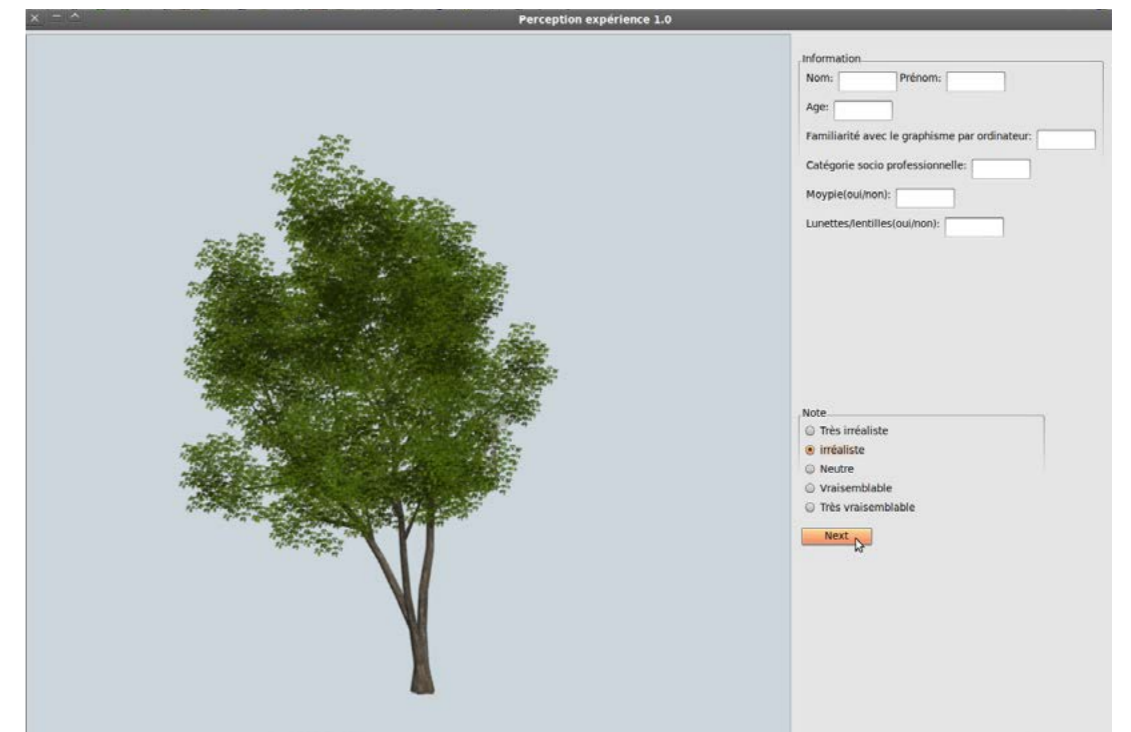 Perception expérience 1.0
Information
Nom: Prénom:
Age:
Familiarité avec le graphisme par ordinateur:
Catégorie socio professionnelle:
Moypie(oui/non):
Lunettes/lentilles(oui/non):
Note
Très irréaliste
irréaliste
Neutre
Vraisemblable
Très vraisemblable
Next